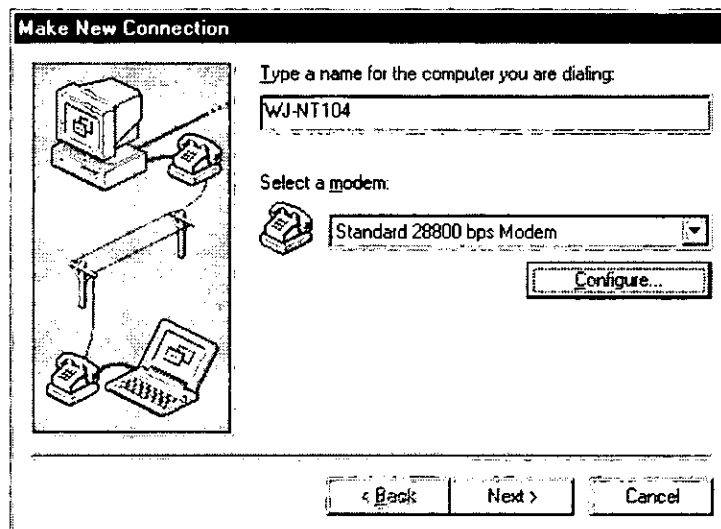 Make New Connection
Type a name for the computer you are dialing:
WJ-NT104
Select a modem:
Standard 28800 bps Modem
Configure...
< Back Next > Cancel